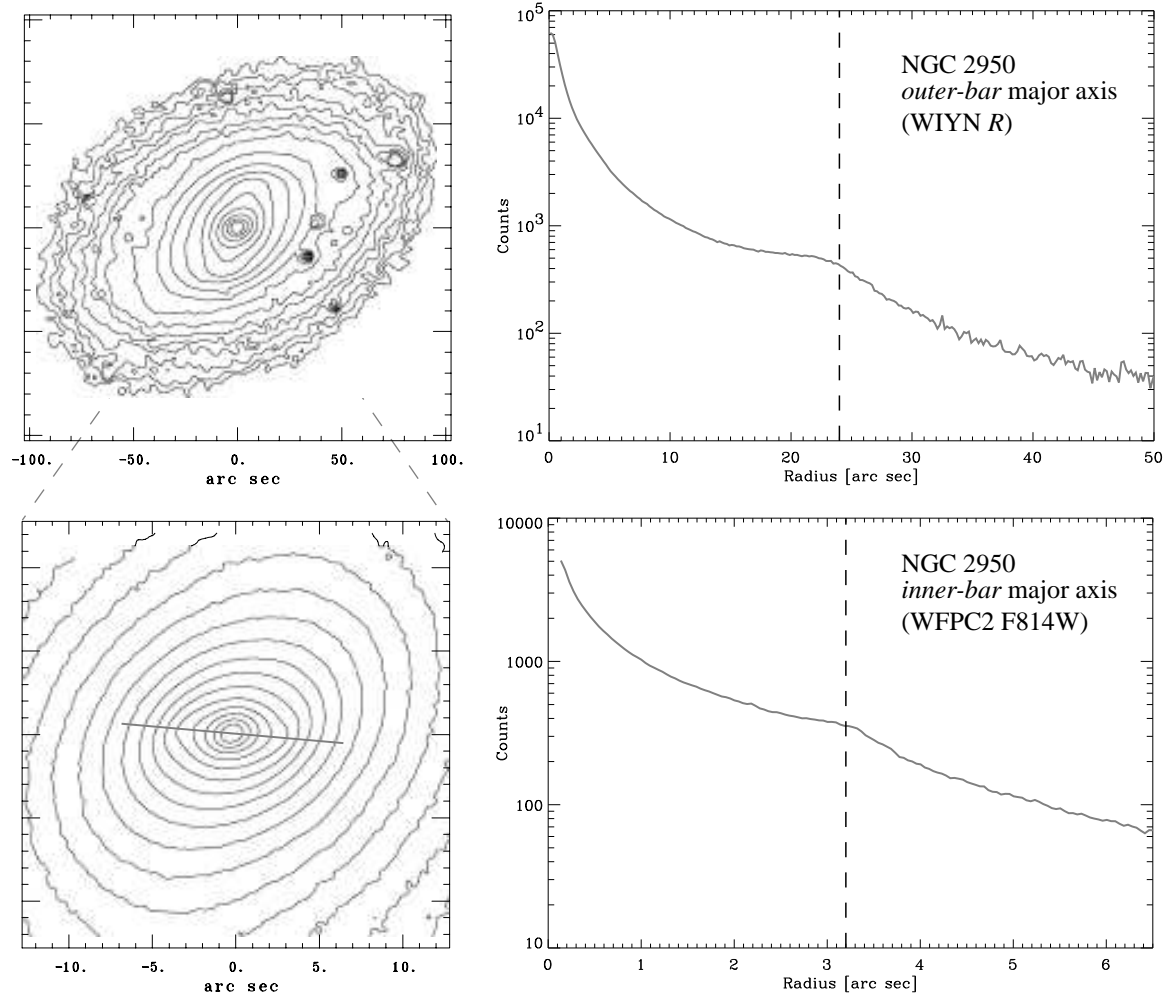 -100. -50. 0. 50. 100.
arc sec
10^5
10^4
10^3
10^2
10^1
Counts
NGC 2950
outer-bar major axis
(WIYN R)
0 10 20 30 40 50
Radius [arc sec]
-10. -5. 0. 5. 10.
arc sec
10000
1000
100
10
Counts
NGC 2950
inner-bar major axis
(WFPC2 F814W)
0 1 2 3 4 5 6
Radius [arc sec]